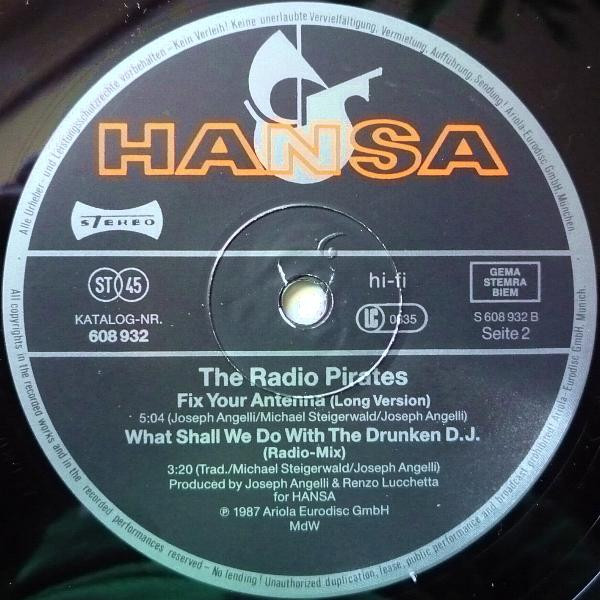 Alle Urheber- und Leistungsschutzrechte vorbehalten - Kein Verleih! Keine unerlaubte Vervielfältigung, Vermietung, Aufführung, Sendung! Ariola-Eurodisc GmbH, München.
HANSA
STEREO
ST 45
hi-fi
GEMA
STEMRA
BIEM
KATALOG-NR.
608 932
LC 0835
S 608 932 B
Seite 2
The Radio Pirates
Fix Your Antenna (Long Version)
5:04 (Joseph Angelli/Michael Steigerwald/Joseph Angelli)
What Shall We Do With The Drunken D.J.
(Radio-Mix)
3:20 (Trad./Michael Steigerwald/Joseph Angelli)
Produced by Joseph Angelli & Renzo Lucchetta
for HANSA
℗ 1987 Ariola Eurodisc GmbH
MdW
All copyrights in the recorded works and in the recorded performances reserved - No lending! Unauthorized duplication, lease, public performance and broadcast prohibited! Ariola-Eurodisc GmbH, Munich.